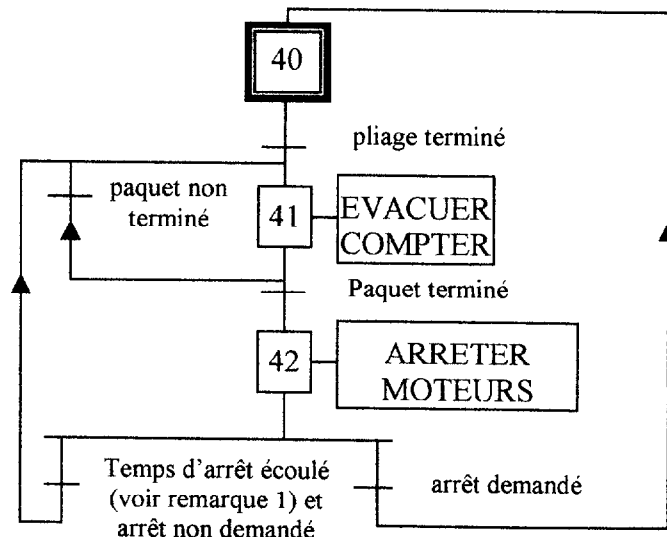 40
pliage terminé
paquet non
terminé
41
EVACUER
COMPTER
Paquet terminé
42
ARRETER
MOTEURS
Temps d'arrêt écoulé
(voir remarque 1) et
arrêt non demandé
arrêt demandé